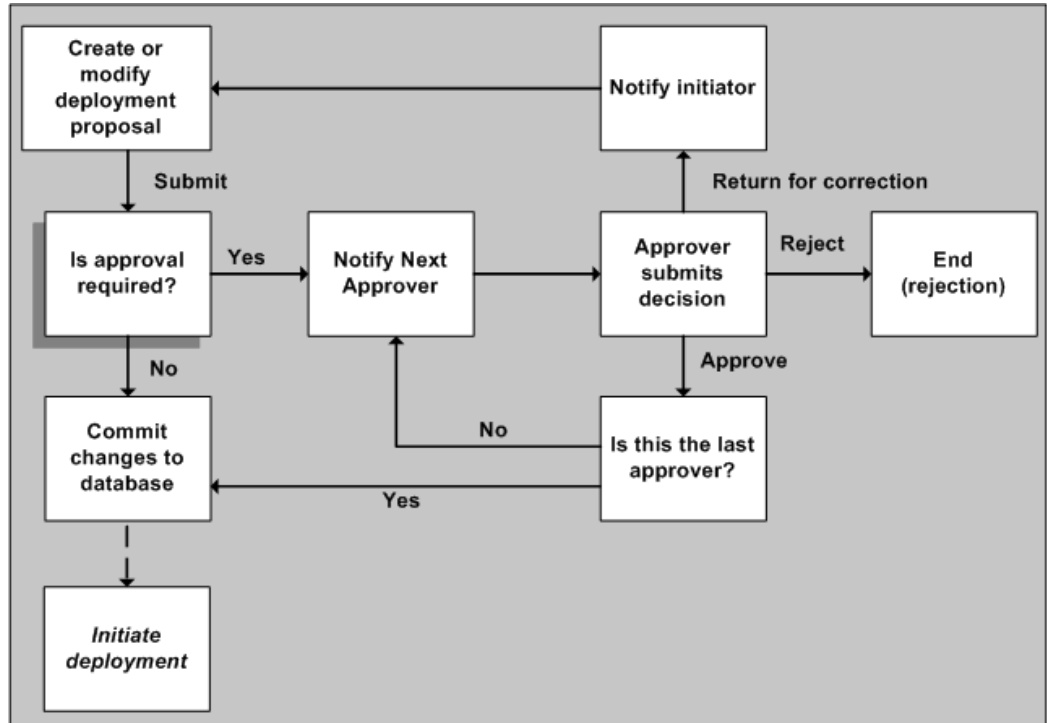 Create or
modify
deployment
proposal
Notify initiator
Submit
Return for correction
Is approval
required?
Yes
Notify Next
Approver
Approver
submits
decision
Reject
End
(rejection)
No
Approve
Commit
changes to
database
No
Is this the last
approver?
Yes
Initiate
deployment